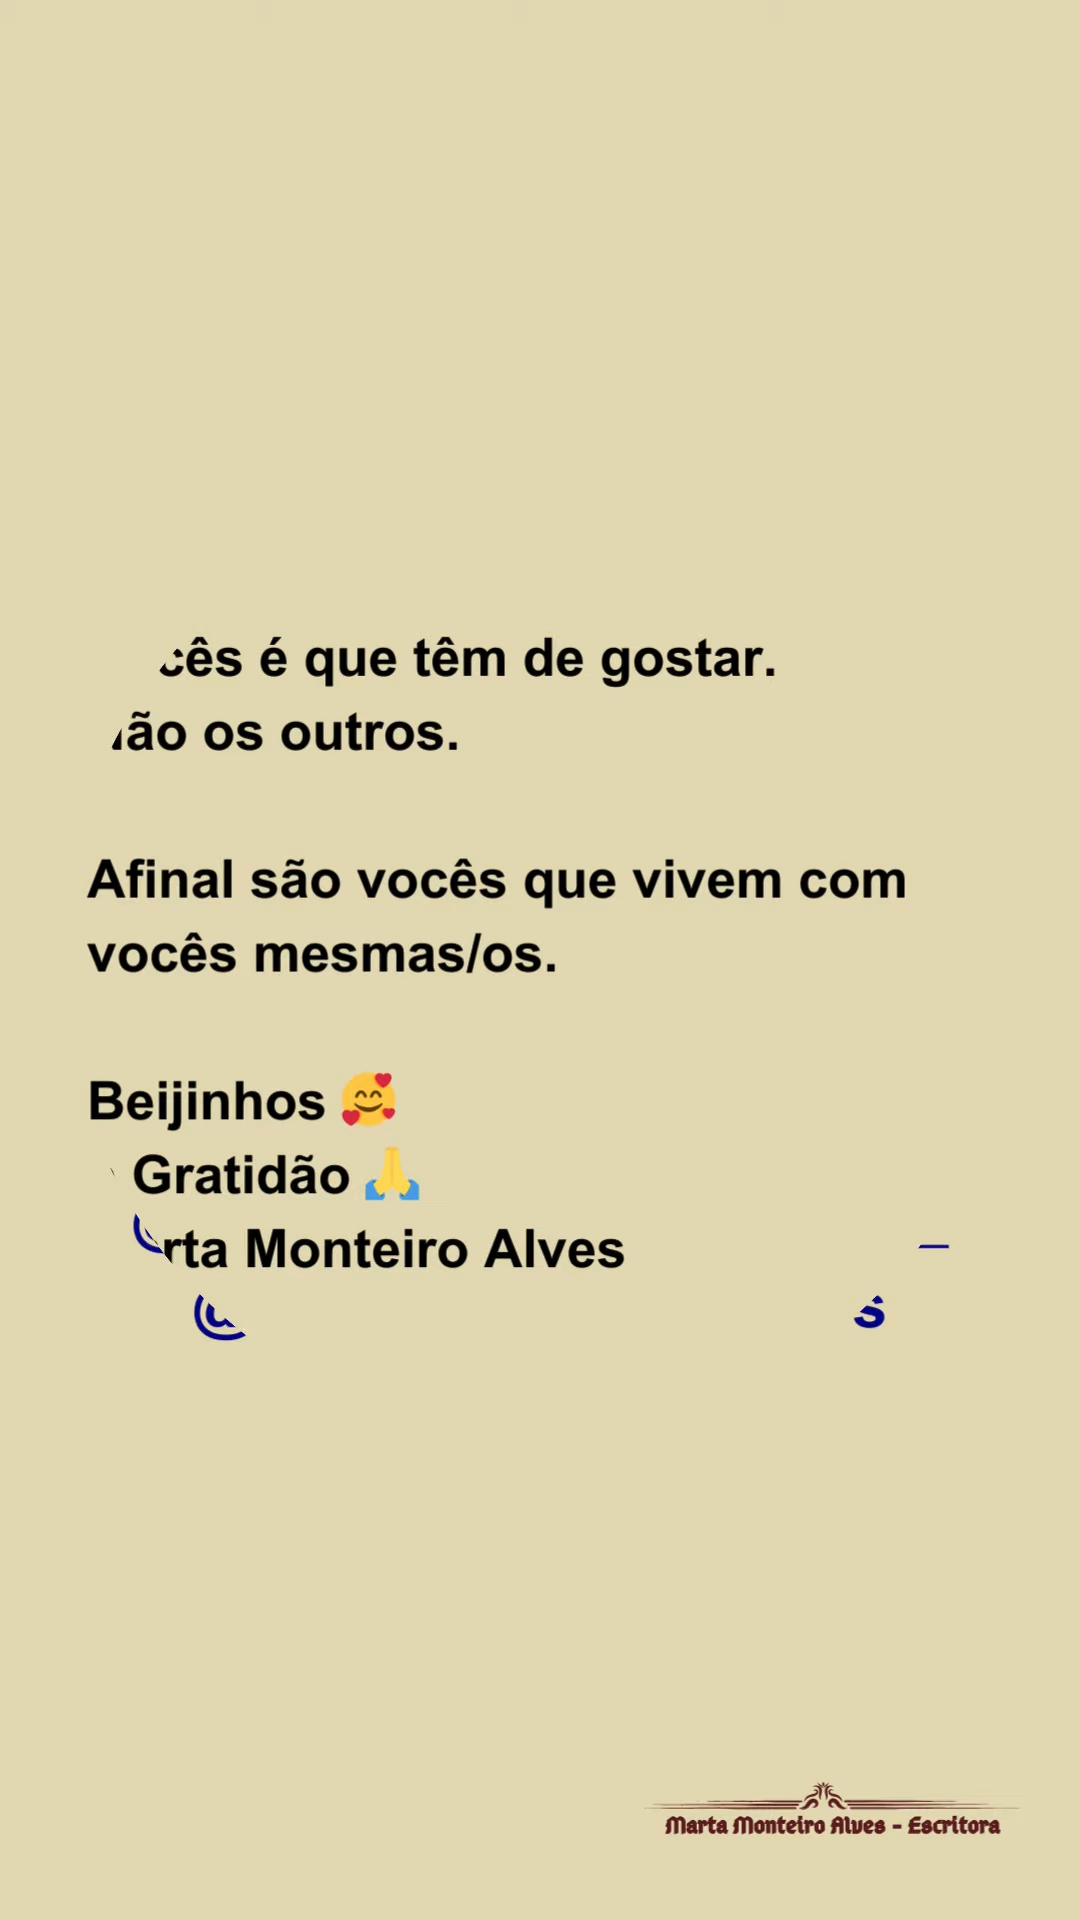 cês é que têm de gostar.
ão os outros.
Afinal são vocês que vivem com
vocês mesmas/os.
Beijinhos 🥰
Gratidão 🙏
rta Monteiro Alves
s
Marta Monteiro Alves - Escritora